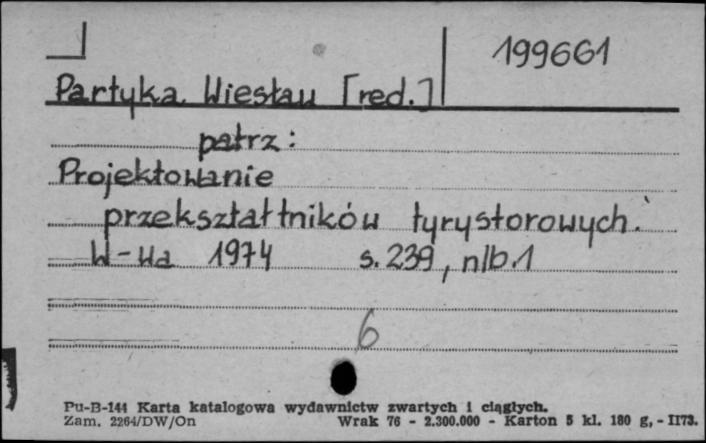 199661
Partyka, Wiesław [red.]
patrz:
Projektowanie
przekształtników tyrystorowych.
W-wa 1974 s. 239, nlb. 1
6
Pu-B-144 Karta katalogowa wydawnictw zwartych i ciągłych.
Zam. 2264/DW/On Wrak 76 - 2.300.000 - Karton 5 kl. 180 g, - II73.